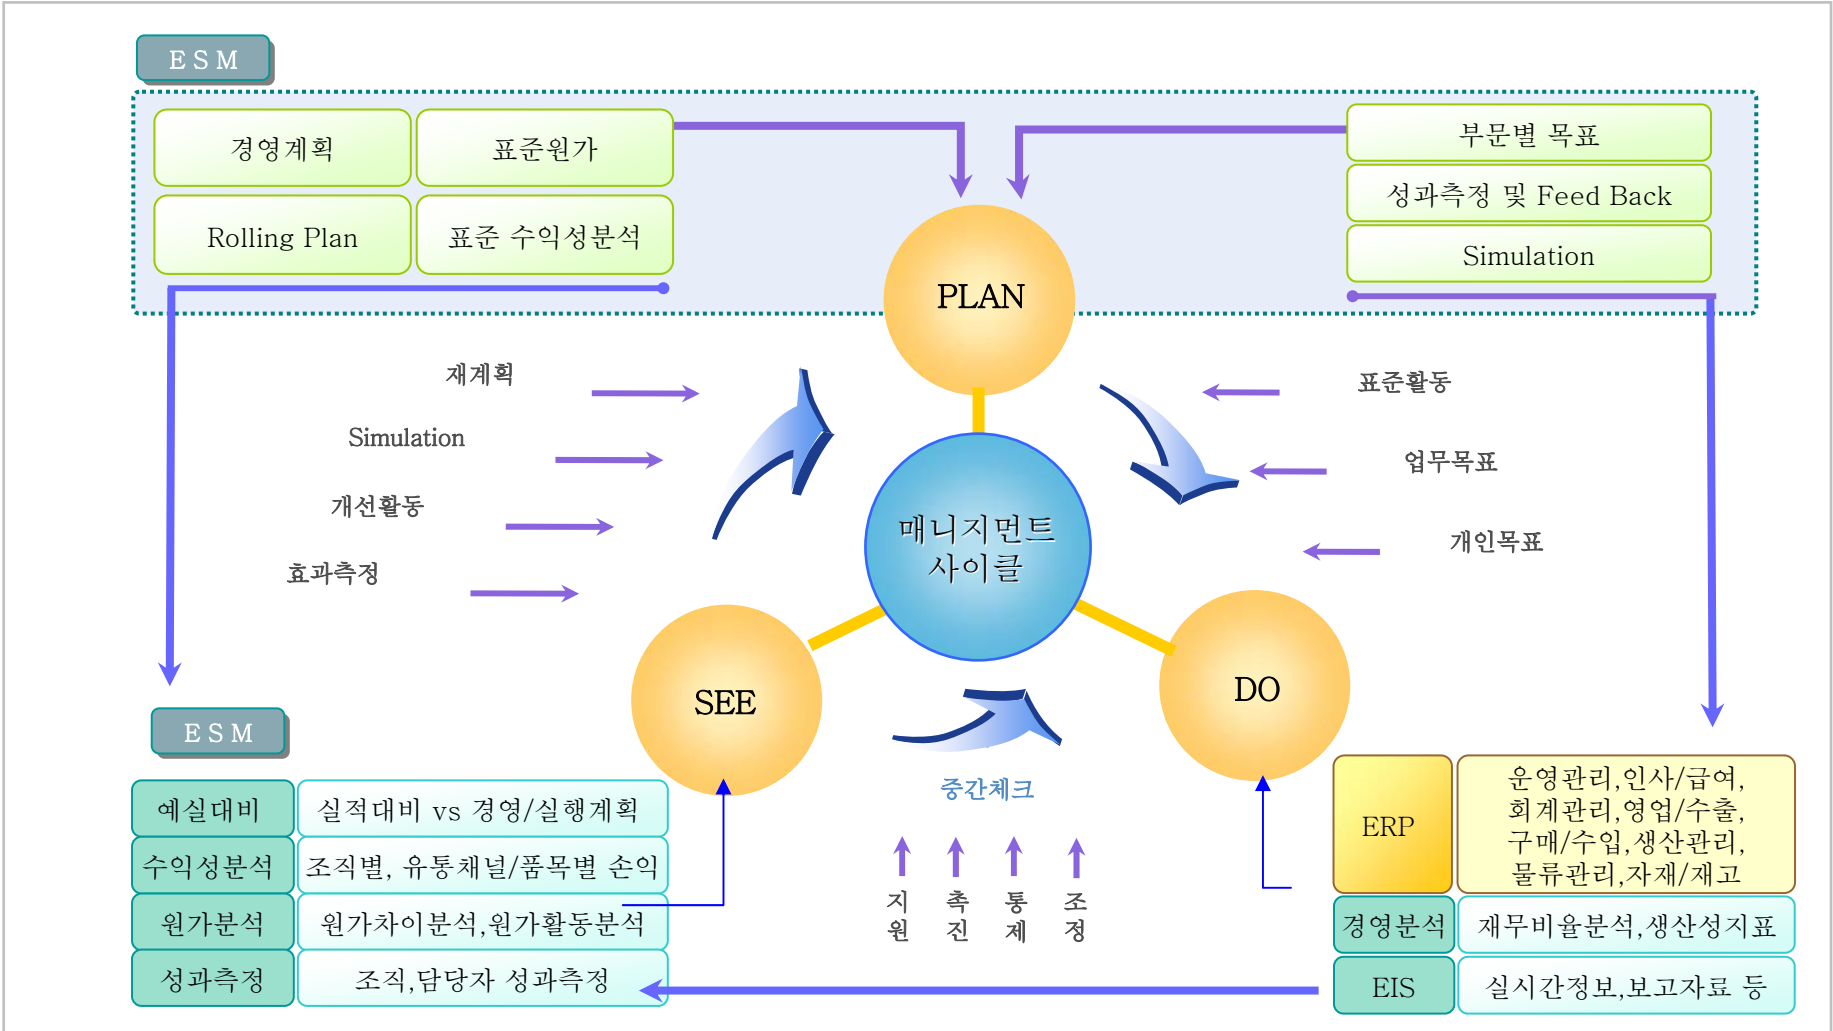 E S M
경영계획
표준원가
Rolling Plan
표준 수익성분석
부문별 목표
성과측정 및 Feed Back
Simulation
PLAN
재계획
Simulation
개선활동
효과측정
표준활동
업무목표
개인목표
매니지먼트
사이클
SEE
DO
중간체크
지원
촉진
통제
조정
E S M
예실대비
실적대비 vs 경영/실행계획
수익성분석
조직별, 유통채널/품목별 손익
원가분석
원가차이분석,원가활동분석
성과측정
조직,담당자 성과측정
ERP
운영관리,인사/급여,
회계관리,영업/수출,
구매/수입,생산관리,
물류관리,자재/재고
경영분석
재무비율분석,생산성지표
EIS
실시간정보,보고자료 등